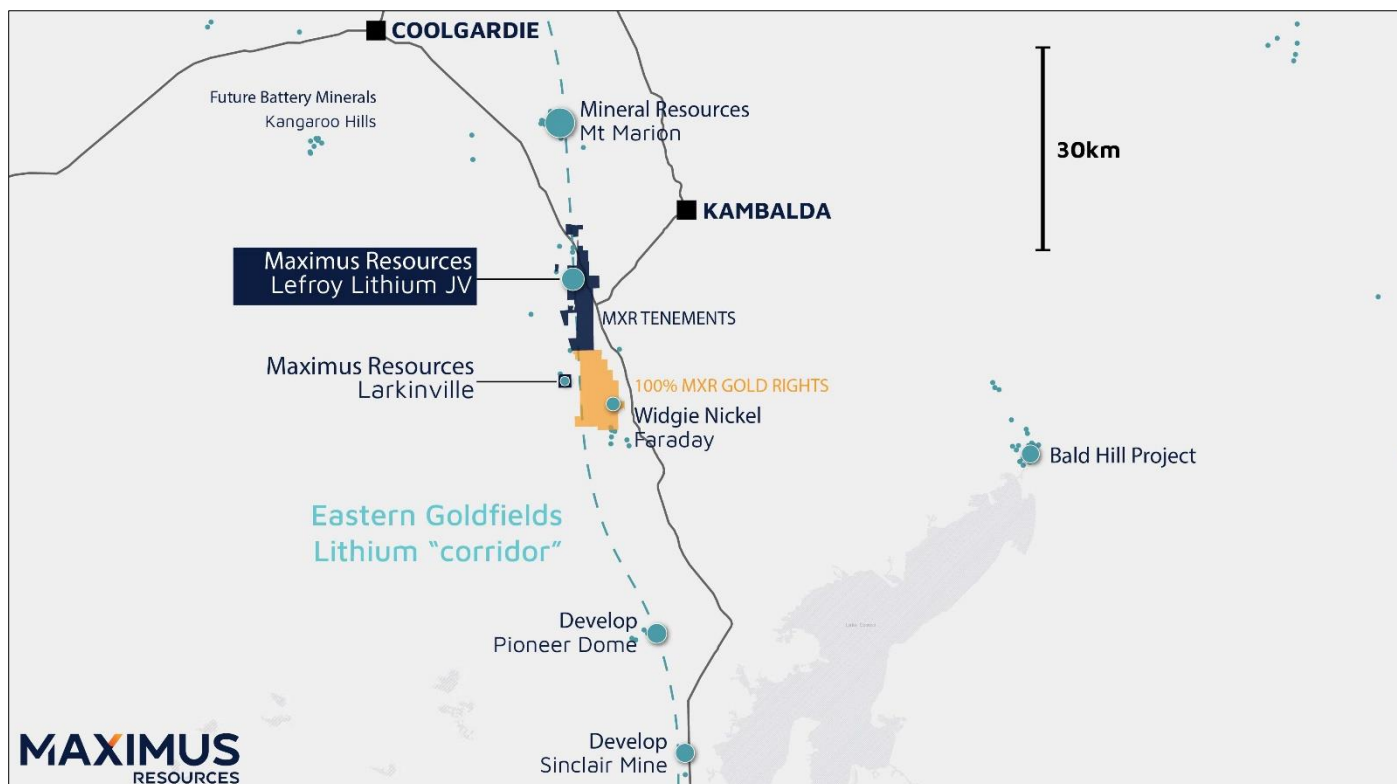 COOLGARDIE
Future Battery Minerals
Kangaroo Hills
Mineral Resources
Mt Marion
30km
KAMBALDA
Maximus Resources
Lefroy Lithium JV
MXR TENEMENTS
Maximus Resources
Larkinville
100% MXR GOLD RIGHTS
Widgie Nickel
Faraday
Bald Hill Project
Eastern Goldfields
Lithium “corridor”
Develop
Pioneer Dome
Develop
Sinclair Mine
MAXIMUS
RESOURCES